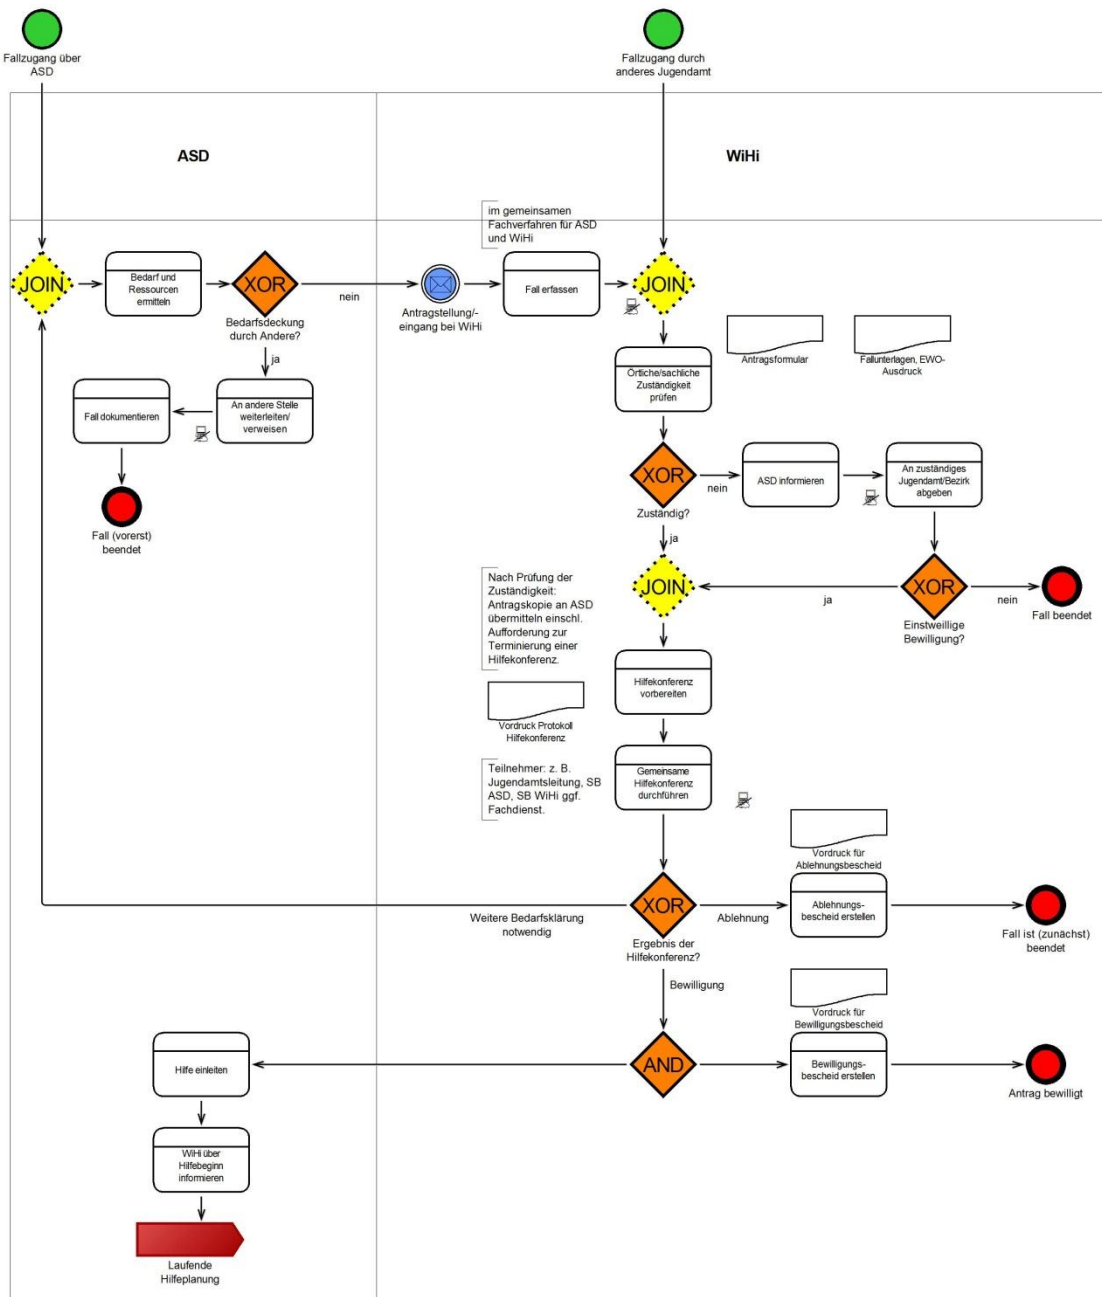 Fallzugang über
ASD
Fallzugang durch
anderes Jugendamt
ASD
WiHi
im gemeinsamen
Fachverfahren für ASD
und WiHi
JOIN
Bedarf und
Ressourcen
ermitteln
XOR
Bedarfsdeckung
durch Andere?
nein
Antragstellung/-
eingang bei WiHi
Fall erfassen
JOIN
ja
Antragsformular
Fallunterlagen, EWO-
Ausdruck
Örtliche/sachliche
Zuständigkeit
prüfen
An andere Stelle
weiterleiten/
verweisen
Fall dokumentieren
Fall (vorerst)
beendet
XOR
Zuständig?
nein
ASD informieren
An zuständiges
Jugendamt/Bezirk
abgeben
ja
Nach Prüfung der
Zuständigkeit:
Antragskopie an ASD
übermitteln einschl.
Aufforderung zur
Terminierung einer
Hilfekonferenz.
JOIN
ja
XOR
Einstweillige
Bewilligung?
nein
Fall beendet
Hilfekonferenz
vorbereiten
Vordruck Protokoll
Hilfekonferenz
Teilnehmer: z. B.
Jugendamtsleitung, SB
ASD, SB WiHi ggf.
Fachdienst.
Gemeinsame
Hilfekonferenz
durchführen
Vordruck für
Ablehnungsbescheid
Weitere Bedarfsklärung
notwendig
XOR
Ergebnis der
Hilfekonferenz?
Ablehnung
Ablehnungs-
bescheid erstellen
Fall ist (zunächst)
beendet
Bewilligung
Vordruck für
Bewilligungsbescheid
Hilfe einleiten
AND
Bewilligungs-
bescheid erstellen
Antrag bewilligt
WiHi über
Hilfebeginn
informieren
Laufende
Hilfeplanung